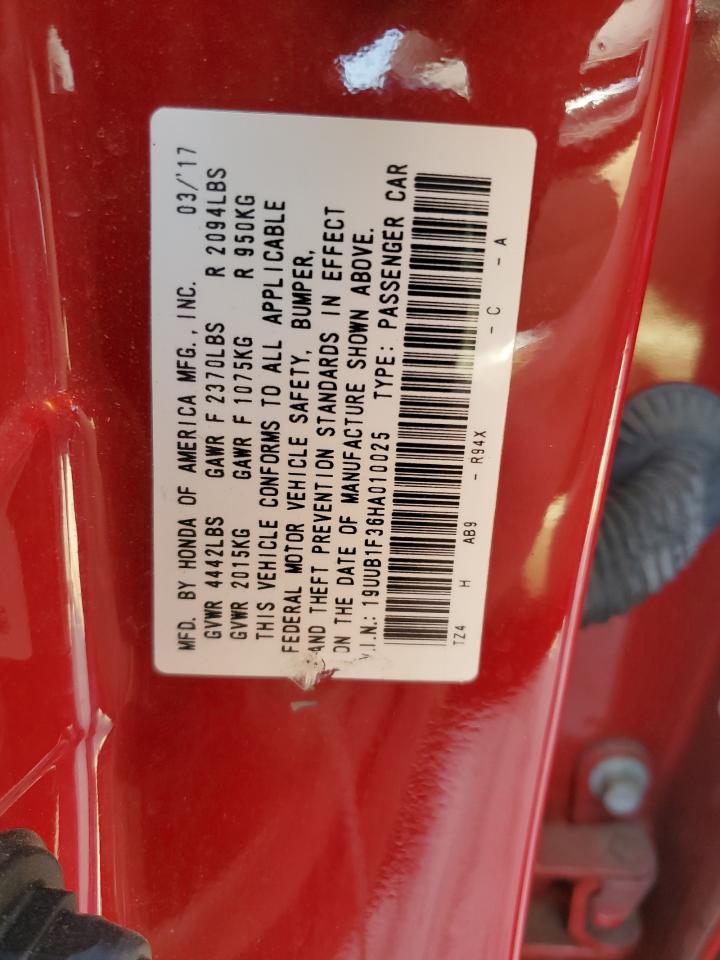 MFD. BY HONDA OF AMERICA MFG., INC. 03/'17
GVWR 4442LBS GAWR F 2370LBS R 2094LBS
GVWR 2015KG GAWR F 1075KG R 950KG
THIS VEHICLE CONFORMS TO ALL APPLICABLE
FEDERAL MOTOR VEHICLE SAFETY, BUMPER,
AND THEFT PREVENTION STANDARDS IN EFFECT
ON THE DATE OF MANUFACTURE SHOWN ABOVE.
V.I.N.: 19UUB1F36HA010025 TYPE: PASSENGER CAR
TZ4 H AB9 - R94X - C - A